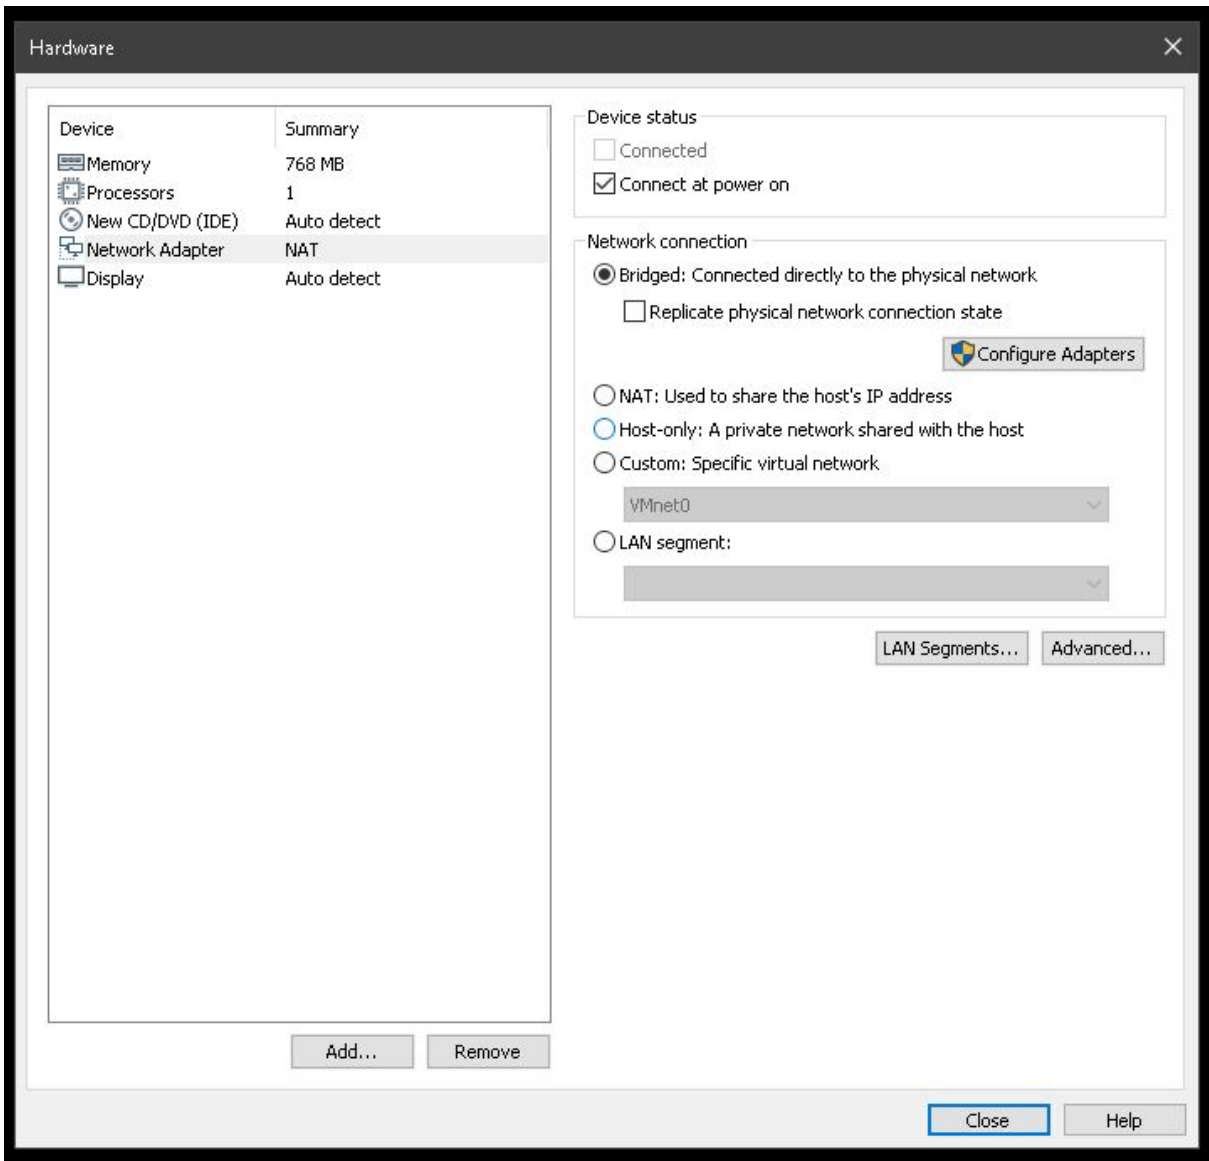 Hardware
Device Summary
Memory 768 MB
Processors 1
New CD/DVD (IDE) Auto detect
Network Adapter NAT
Display Auto detect
Add...
Remove
Device status
Connected
Connect at power on
Network connection
Bridged: Connected directly to the physical network
Replicate physical network connection state
Configure Adapters
NAT: Used to share the host's IP address
Host-only: A private network shared with the host
Custom: Specific virtual network
VMnet0
LAN segment:
LAN Segments...
Advanced...
Close
Help